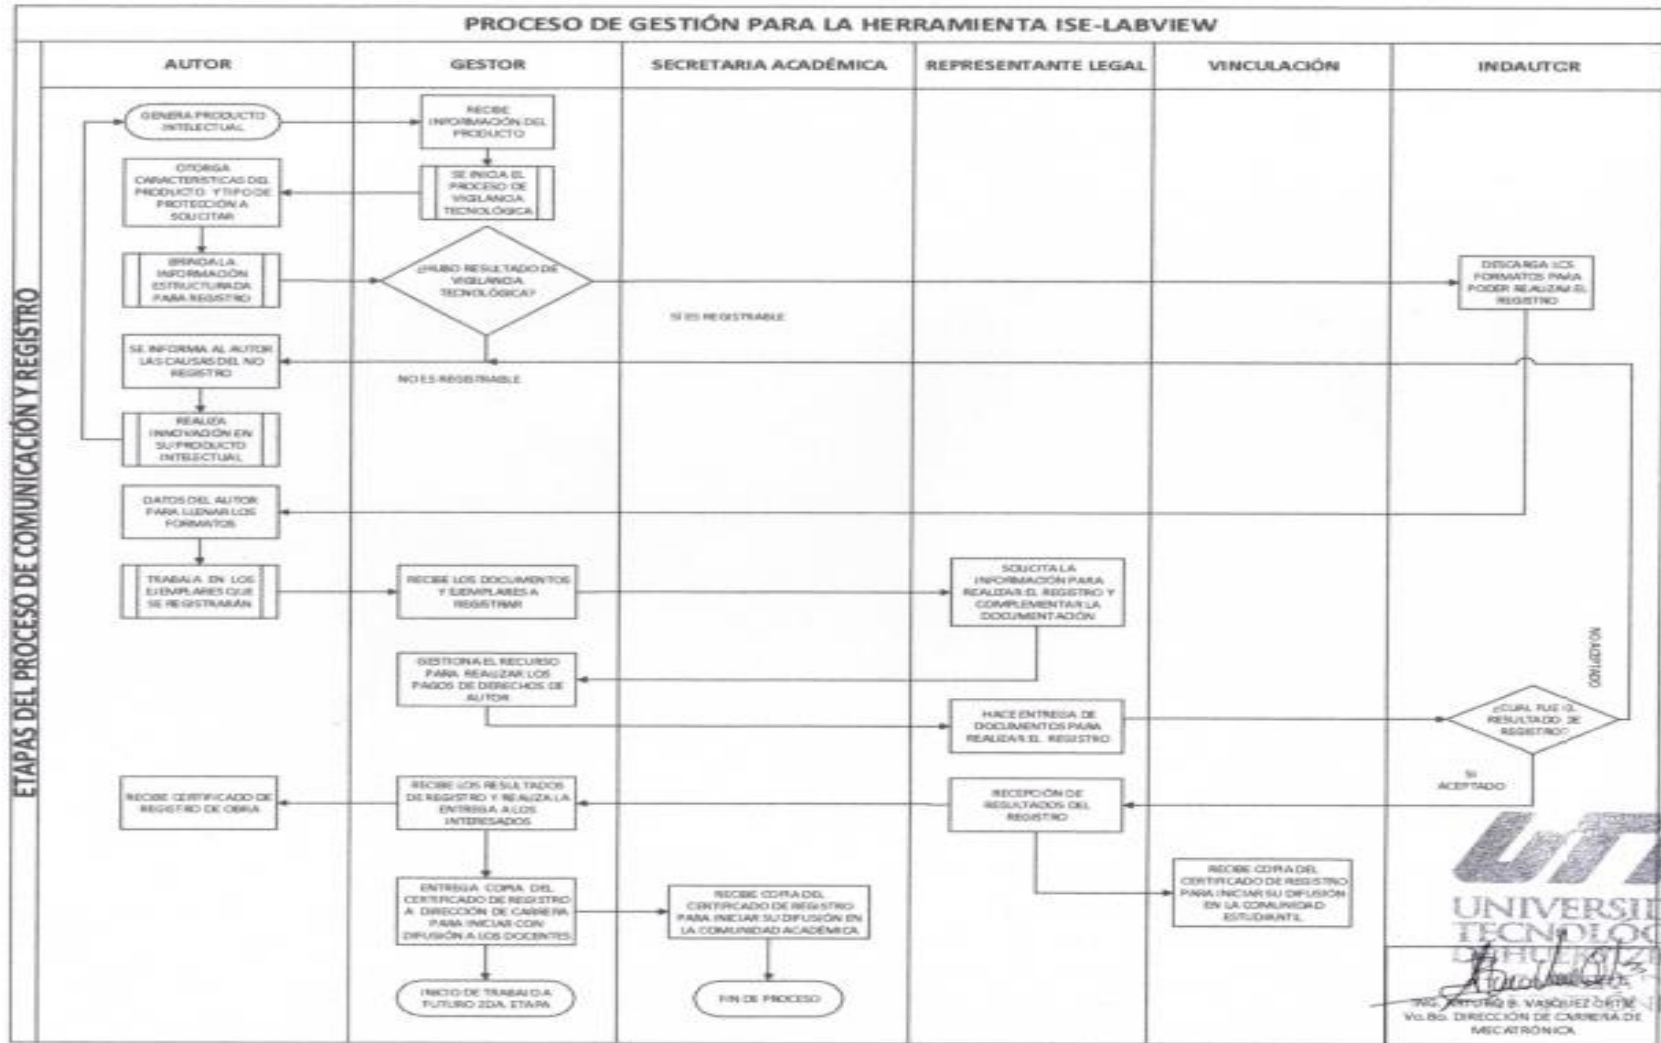 PROCESO DE GESTIÓN PARA LA HERRAMIENTA ISE-LABVIEW
AUTOR
GESTOR
SECRETARIA ACADÉMICA
REPRESENTANTE LEGAL
VINCULACIÓN
INDAUTOR
ETAPAS DEL PROCESO DE COMUNICACIÓN Y REGISTRO
GENERA PRODUCTO
INTELECTUAL
RECIBE
INFORMACIÓN DEL
PRODUCTO
OTORGA
CARACTERISTICAS DEL
PRODUCTO Y TIPO DE
PROTECCIÓN A
SOLICITAR
SE INICIA EL
PROCESO DE
VIGILANCIA
TECNOLÓGICA
BRINDA LA
INFORMACIÓN
ESTRUCTURADA
PARA REGISTRO
¿HUBO RESULTADO DE
VIGILANCIA
TECNOLÓGICA?
DESCARGA LOS
FORMATOS PARA
PODER REALIZAR EL
REGISTRO
SÍ ES REGISTRABLE
SE INFORMA AL AUTOR
LAS CAUSAS DEL NO
REGISTRO
NO ES REGISTRABLE
REALIZA
INNOVACIÓN EN
SU PRODUCTO
INTELECTUAL
DATOS DEL AUTOR
PARA LLENAR LOS
FORMATOS
TRABAJA EN LOS
EJEMPLARES QUE
SE REGISTRARÁN
RECIBE LOS DOCUMENTOS
Y EJEMPLARES A
REGISTRAR
SOLICITA LA
INFORMACIÓN PARA
REALIZAR EL REGISTRO Y
COMPLEMENTAR LA
DOCUMENTACIÓN
NO ACEPTADO
GESTIONA EL RECURSO
PARA REALIZAR LOS
PAGOS DE DERECHOS DE
AUTOR
HACE ENTREGA DE
DOCUMENTOS PARA
REALIZAR EL REGISTRO
¿CUAL FUE EL
RESULTADO DE
REGISTRO?
SI
ACEPTADO
RECIBE CERTIFICADO DE
REGISTRO DE OBRA
RECIBE LOS RESULTADOS
DE REGISTRO Y REALIZA LA
ENTREGA A LOS
INTERESADOS
RECEPCIÓN DE
RESULTADOS DEL
REGISTRO
ENTREGA COPIA DEL
CERTIFICADO DE REGISTRO
A DIRECCIÓN DE CARRERA
PARA INICIAR CON
DIFUSIÓN A LOS DOCENTES
RECIBE COPIA DEL
CERTIFICADO DE REGISTRO
PARA INICIAR SU DIFUSIÓN EN
LA COMUNIDAD ACADÉMICA
RECIBE COPIA DEL
CERTIFICADO DE REGISTRO
PARA INICIAR SU DIFUSIÓN
EN LA COMUNIDAD
ESTUDIANTIL
INICIO DE TRABAJO A
FUTURO 2DA. ETAPA
FIN DE PROCESO
UNIVERSID
TECNOLÓG
ING. ARTURO B. VASQUEZ ORTIZ
Vo.Bo. DIRECCIÓN DE CARRERA DE
MECATRÓNICA